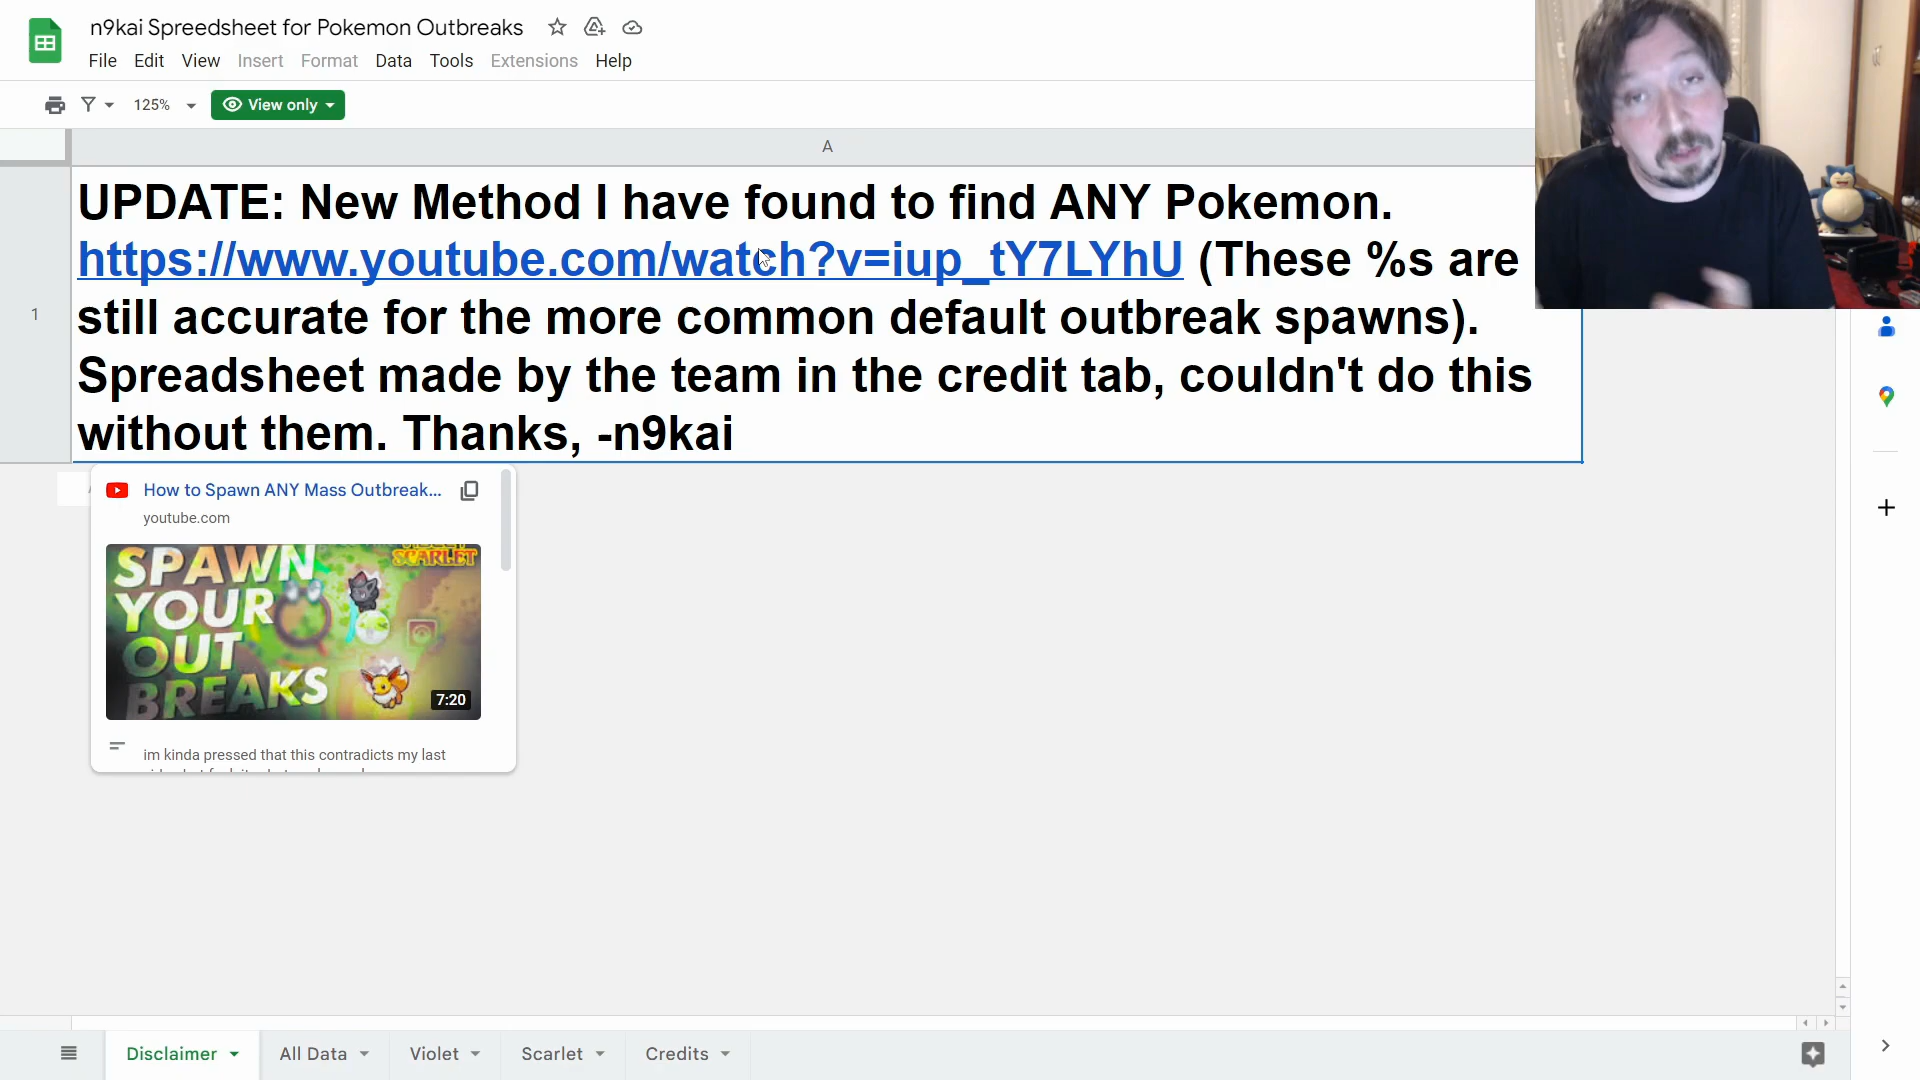 n9kai Spreedsheet for Pokemon Outbreaks
File Edit View Insert Format Data Tools Extensions Help
125% View only
A
1
UPDATE: New Method I have found to find ANY Pokemon.
https://www.youtube.com/watch?v=iup_tY7LYhU (These %s are
still accurate for the more common default outbreak spawns).
Spreadsheet made by the team in the credit tab, couldn't do this
without them. Thanks, -n9kai
How to Spawn ANY Mass Outbreak...
youtube.com
SCARLET
SPAWN
YOUR
OUT
BREAKS
7:20
im kinda pressed that this contradicts my last
Disclaimer All Data Violet Scarlet Credits